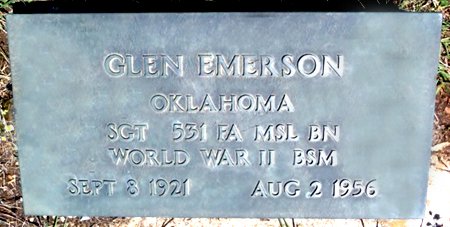 GLEN EMERSON
OKLAHOMA
SGT 531 FA MSL BN
WORLD WAR II BSM
SEPT 8 1921 AUG 2 1956